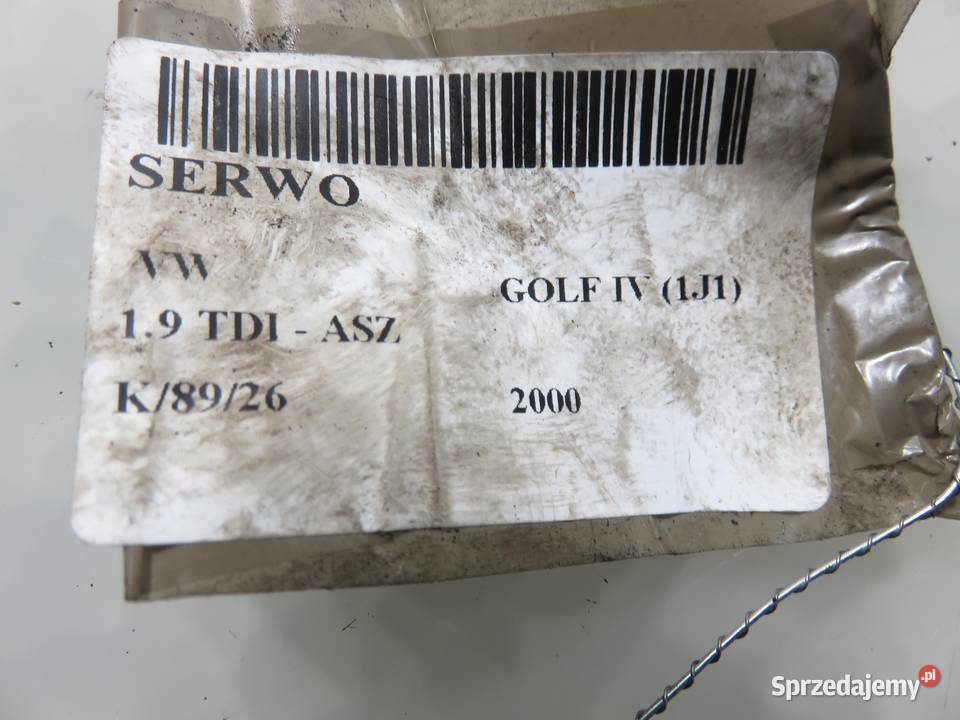 SERWO
VW
GOLF IV (1J1)
1.9 TDI - ASZ
K/89/26
2000
Sprzedajemy.pl